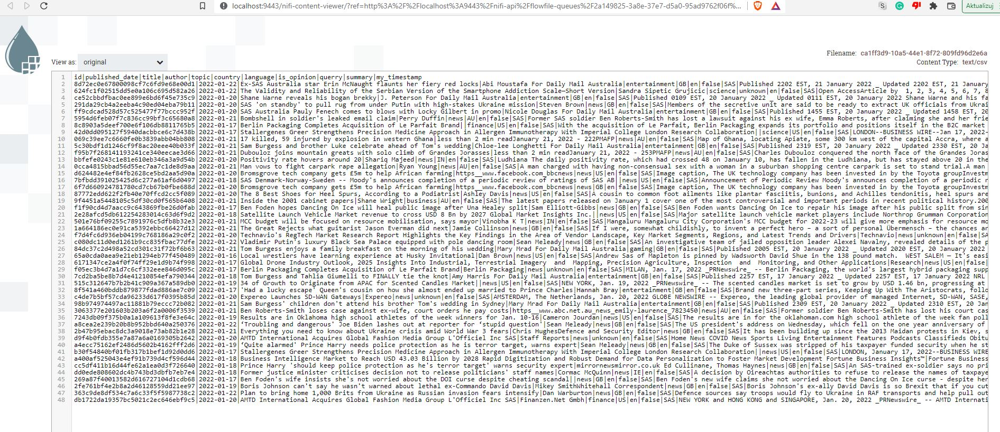 localhost:9443/nifi-content-viewer/?ref=http%3A%2F%2Flocalhost%3A9443%2Fnifi-api%2Fflowfile-queues%2F2a149825-3a8e-37e7-d5a0-95ad9762f06f%...
Aktualizuj
Filename: ca1ff3d9-10a5-44e1-8f72-809fd96d2e6a
View as: original
Content Type: text/csv
1 id|published_date|title|author|topic|country|language|is_opinion|querry|summary|my_timestamp
2 8d72ec0e67800098cf7c6fd9e68e00d1|2022-01-22|Ex-SAS Australia star Erin McNaught flaunts her fiery red locks|Abi Moustafa For Daily Mail Australia|entertainment|GB|en|false|SAS|Published 2202 EST, 21 January 2022 _ Updated 2202 EST, 21 January
3 624fc1f02515dd5e0a106c695d582a26|2022-01-22|The Validity and Reliability of the Serbian Version of the Smartphone Addiction Scale—Short Version|Sandra Sipetic Grujicic|science|unknown|en|false|SAS|Open AccessArticle by  1, 2, 3, 4, 5, 6, 7, 8
4 ce52cbbdfbac0ee899e6bd6f45e735c9|2022-01-20|Shane Warne reveals his bogan brekky|J. Peterson For Daily Mail Australia|entertainment|GB|en|false|SAS|Published 0109 EST, 20 January 2022 _ Updated 0111 EST, 20 January 2022 Shane Warne and his fa
5 291da29cb4a2eeba4c90ed04eba79b11|2022-01-20|SAS 'on standby' to pull rug from under Putin with high-stakes Ukraine mission|Steven Brown|news|GB|en|false|SAS|Members of the secretive unit are said to be ready to extract UK officials from Ukrai
6 ff9cdcad528d57c525477f77bccc952f|2022-01-20|SAS Australia Pauly Fenech comes to blows with Locky Gilbert in promo|Nicole Douglas For Daily Mail Australia|entertainment|GB|en|false|SAS|Published 1455 EST, 20 January 2022 _ Updated 1458 EST, 20
7 5954d6feb07f7c836cc99bf3c65680a8|2022-01-21|Bombshell in soldier's leaked email claim|Perry Duffin|news|AU|en|false|SAS|Former SAS soldier Ben Roberts-Smith has lost a lawsuit against his ex wife, Emma Roberts, after claiming she and her frie
8 8c8903a5deef700e6f106db8811765b5|2022-01-17|Berlin Packaging Completes Acquisition of Le Parfait Brand||finance|US|en|false|SAS|With the acquisition of Le Parfait, Berlin Packaging expands its portfolio and positions itself in the B2C market
9 42d0dd095127f5940dacbbce6c7d438b|2022-01-17|Stallergenes Greer Strengthens Precision Medicine Approach in Allergen Immunotherapy With Imperial College London Research Collaboration||science|US|en|false|SAS|LONDON--BUSINESS WIRE--Jan 17, 2022-
10 069c39ee7c6660fe0b3839abb04bb808|2022-01-21|17 killed, 59 injured by explosion in western Ghana|less than 2 min readJanuary 21, 2022 - 222PMAFP|news|AU|en|false|SAS|Map of Ghana, locating Apiate, some 300 km west of the capital Accra, where a
11 5c30bdf1d1246cf9f8ac20eee40b033f|2022-01-21|Sam Burgess and brother Luke celebrate ahead of Tom's wedding|Chloe-lee Longhetti For Daily Mail Australia|entertainment|GB|en|false|SAS|Published 2319 EST, 20 January 2022 _ Updated 2330 EST, 20 Ja
12 f95b7f268141193241ce340eecae3d66|2022-01-21|Dubouloz joins mountain greats with solo climb of Grandes Jorasses|less than 2 min readJanuary 21, 2022 - 253PMAFP|news|AU|en|false|SAS|Charles Dubouloz conquered the north face of the Grandes Joras
13 bbfefe0243c1e81e610eb346a3a9d54b|2022-01-20|Positivity rate hovers around 20|Shariq Majeed|news|IN|en|false|SAS|Ludhiana The daily positivity rate, which had crossed 48 on January 10, has fallen in the Ludhiana, but has stayed above 20 in the
14 0cca4815bbad56d55ec7aa7c1de8d9aa|2022-01-21|Man vows to fight carpark rape allegation|Ryan Young|news|AU|en|false|SAS|A man charged with having non-consensual sex with a woman in a suburban shopping centre carpark is set to stand trial.A man
15 d624482e4ef84fb2628ce5bd2aa5d90a|2022-01-20|Bromsgrove tech company gets £5m to help African farming|https__www.facebook.com_bbcnews|news|US|en|false|SAS|Image caption, The UK technology company has been invested in by the Toyota groupInvestm
16 7bfbdd391025425d6c277a61af6d0497|2022-01-18|SAS Denmark-Norway-Sweden -- Moody's announces completion of a periodic review of ratings of SAS AB||news|US|en|false|SAS|Announcement of Periodic Review Moody's announces completion of a periodic r
17 6f7d660924781780cd7cb67b0fbe688d|2022-01-20|Bromsgrove tech company gets £5m to help African farming|https__www.facebook.com_bbcnews|news|GB|en|false|SAS|Image caption, The UK technology company has been invested in by the Toyota groupInvestm
18 87772edd622f2fb40e70ffcd2cc5f089|2022-01-20|The 8 Best Shoes for Heel Spurs, According to a Podiatrist|Ashley Davis|news|US|en|false|SAS|A cousin to common foot ailments like plantar fasciitis, bunions, and Achilles tendonitis, heel spurs are
19 9f4451a5448105c5df30cd0f565b6408|2022-01-21|Inside the 2001 cabinet papers|Shane Wright|business|AU|en|false|SAS|The latest papers released on January 1 cover one of the most controversial and important periods in recent political history.200
20 f1f90cd4d7aacc9c643869fbe26d0fab|2022-01-17|Ben Foden hopes Dancing On Ice will heal public image after Una Healey split|Sam Elliott-Gibbs|news|GB|en|false|SAS|Ben Foden wants Dancing On Ice to repair his image after his public split from sin
21 2e28afcd5db612254283014c63d6f9d2|2022-01-18|Satellite Launch Vehicle Market revenue to cross USD 8 Bn by 2027 Global Market Insights Inc.||news|US|en|false|SAS|Major satellite launch vehicle market players include Northrop Grumman Corporation
22 501e76bf09255c7891976c5dfb8b32e3|2022-01-21|MCC budget will be focused on resource mobilisation, says mayor|Vinobha K T|news|IN|en|false|SAS|Mangaluru Mangaluru City Corporation's MCC budget for 2022-23 will give more emphasis for resource mo
23 1a664186ec0e91ca5392ebbc66427d12|2022-01-21|The Great Rejects what guitarist Jason Everman did next|Jamie Collinson|news|GB|en|false|SAS|If I were, somewhat childishly, to invent a perfect hero – a sort of personal Übermensch – the chances ar
24 f7d4fc6d936eb04199c768186a29c0f2|2022-01-20|Technavio's RegTech Market Research Report Highlights the Key Findings in the Area of Vendor Landscape, Key Market Segments, Regions, and Latest Trends and Drivers|Technavio|news|unknown|en|false|SA
25 c080dc11d0ed1261b9cc835fbac77dfe|2022-01-22|Vladimir Putin's luxury Black Sea Palace equipped with pole dancing room|Sean Meleady|news|GB|en|false|SAS|An investigative team of jailed opposition leader Alexei Navalny, revealed details of the p
26 84dc37c2d498a52cd301c31f72bf6b63|2022-01-21|Tom Burgess enjoys a family breakfast on the morning of his wedding|Mary Mrad For Daily Mail Australia|gaming|GB|en|false|SAS|Published 2005 EST, 20 January 2022 _ Updated 2020 EST, 20 January 2022
27 65a0cda0aea9e21eb1294eb77f450489|2022-01-16|Local wrestlers have learning experience at Husky Invitational|Dan Brown|news|US|en|false|SAS|Andrew Sas of Mapleton is pinned by Wadsworth David Shue in the 138 pound match.  WEST SALEM – It's easi
28 6171347ce2a4f0f74ff29e1d9b74f998|2022-01-17|Global Drone Industry Outlook, 2025 Insights Into Industrial, Terrestrial Imagery  and  Mapping, Precision Agriculture, Inspection  and  Monitoring, and Other Applications|Research|news|US|en|false|
29 f05ec3b4d7a1d7c6cf332eee846d095c|2022-01-17|Berlin Packaging Completes Acquisition of Le Parfait Brand|Berlin Packaging|news|unknown|en|false|SAS|MILAN, Jan. 17, 2022 _PRNewswire_ -- Berlin Packaging, the world's largest hybrid packaging supp
30 7cd2ba5be8b7d4e41210854efa790344|2022-01-18|Tom Burgess and Tahlia Giumelli to FINALLY tie the knot|Amy Harris For Daily Mail Australia|entertainment|GB|en|false|SAS|Published 2257 EST, 17 January 2022 _ Updated 2257 EST, 17 January 2022 NRL
31 515c312647b7b2b41c909a367a589db0|2022-01-19|34 of Growth to Originate from APAC for Scented Candles Market||news|US|en|false|SAS|NEW YORK, Jan. 19, 2022 _PRNewswire_ -- The scented candles market is set to grow by USD 1.46 bn, progressing at
32 8f541a460bddb879877fdad886ae7c09|2022-01-17|'Had a lucky escape' Queen's cousin on how she almost ended up married to Prince Charles|Hannah Bray|entertainment|GB|en|false|SAS|Brand new three-part series, Keeping Up With The Aristocrats, follo
33 c4de7b5bf57cda96233d617f0395b85d|2022-01-20|Expereo Launches SD-WAN Gateways|Expereo|news|unknown|en|false|SAS|AMSTERDAM, The Netherlands, Jan. 20, 2022 GLOBE NEWSWIRE -- Expereo, the leading global provider of managed Internet, SD-WAN, SASE,
34 98b974974497ac11881b79eccc72b082|2022-01-21|Sam Burgess' children don't attend his brother Tom's wedding in Sydney|Mary Mrad For Daily Mail Australia|entertainment|GB|en|false|SAS|Published 2309 EST, 20 January 2022 _ Updated 2310 EST, 20 Jan
35 3063377e201603b203a6f2a0006f3539|2022-01-21|Ben Roberts-Smith loses case against ex-wife, court orders he pay costs|https__www.abc.net.au_news_emily-laurence_7823450|news|AU|en|false|SAS|Former soldier Ben Roberts-Smith has lost his court cas
36 7243db09f375b0a1a109613f8fe3e64c|2022-01-19|Results are in Oklahoma high school athletes of the week winners for Jan. 10-16|Cameron Jourdan|news|US|en|false|SAS|The results are in for the oklahoman.com high school athlete of the week fan poll
37 a8cea2e239b20b8b952bbd640a250376|2022-01-22|‘Troubling and dangerous’ Joe Biden lashes out at reporter for ‘stupid question’|Sean Meleady|news|GB|en|false|SAS|The US president's address on Wednesday, which fell on the one year anniversary of
38 2b47b95ebac8dc3a9018e73ab82b1e28|2022-01-21|Everything you need to know about Ukraine crisis amid World War 3 fears|Chris HughesDefence and Security Editor|news|GB|en|false|SAS|It has been building up since the 2013 Maidan protests in Kiev, s
39 d9f4b0fdb355e7a87a6a0169305b2642|2022-01-20|AMTD International Acquires Global Fashion Media Group L'Officiel Inc SAS|Staff Reports|news|unknown|en|false|SAS|Home News COVID News Sports Living Entertainment Features Podcasts Classifieds Obitu
40 a4ecc75162ef2486d5602b4162fff2d6|2022-01-19|‘Quite alarmed’ Prince Harry needs police protection as he is terror target, warns expert|Sean Meleady|news|GB|en|false|SAS|The Duke of Sussex was stripped of his taxpayer funded security when he st
41 b30f54840bf01fb317b1bef1d92d0dd6|2022-01-17|Stallergenes Greer Strengthens Precision Medicine Approach in Allergen Immunotherapy With Imperial College London Research Collaboration||news|US|en|false|SAS|LONDON, January 17, 2022--BUSINESS WIRE
42 a400af525043e4ef91b739d4cf596d44|2022-01-18|Business Intelligence Market to Reach USD 43.03 Billion by 2028 Rapid Digitization and Robust Demand for Data Personalization to Foster Market Development Fortune Business Insights™|Fortune Business
43 cc5df411b16d44fe62a1ea0d3f726640|2022-01-18|Prince Harry 'should keep police protection as he's terror target' warns security expert|mirrornewsmirror.co.uk Ed Cullinane, Thomas Haynes|news|GB|en|false|SAS|An SAS-trained ex-soldier says no pri
44 dd0ede808602dc4b743bd3dbfb7eb7e4|2022-01-18|Former justice minister criticises decision not to release politicians' staff names|Cormac McQuinn|news|IE|en|false|SAS|A decision by Oireachtas authorities to refuse to release the names of taxpaye
45 269a87f40013582d616727104d1cdb68|2022-01-17|Ben Foden's wife insists she's not worried about the DOI curse despite cheating scandal||news|GB|en|false|SAS|Ben Foden's new wife claims she not worried about the Dancing On Ice curse - despite her
46 2fe761bf4e2b8a2d46128559dd21ee97|2022-01-19|Boris Johnson can't say he wasn't warned about lethal ex-Commando David Davis|Mikey SmithWhitehall Correspondent|news|GB|en|false|SAS|Boris Johnson's ex-ally David Davis is so Brexit that if you cut
47 363c9de8df534c7a6c33f5f5987738c2|2022-01-22|Plan to bring home 1,000 Brits from Ukraine as Russian invasion fears intensify|Dan Warburton|news|GB|en|false|SAS|Defence sources say troops would fly to Ukraine in RAF transports and help pull out
48 db1722da19357bc5021c2ec646ebf9c5|2022-01-20|AMTD International Acquires Global Fashion Media Group L'Officiel Inc SAS|Finanzen.Net Gmbh|finance|US|en|false|SAS|NEW YORK and HONG KONG and SINGAPORE, Jan. 20, 2022 _PRNewswire_ -- AMTD Internati